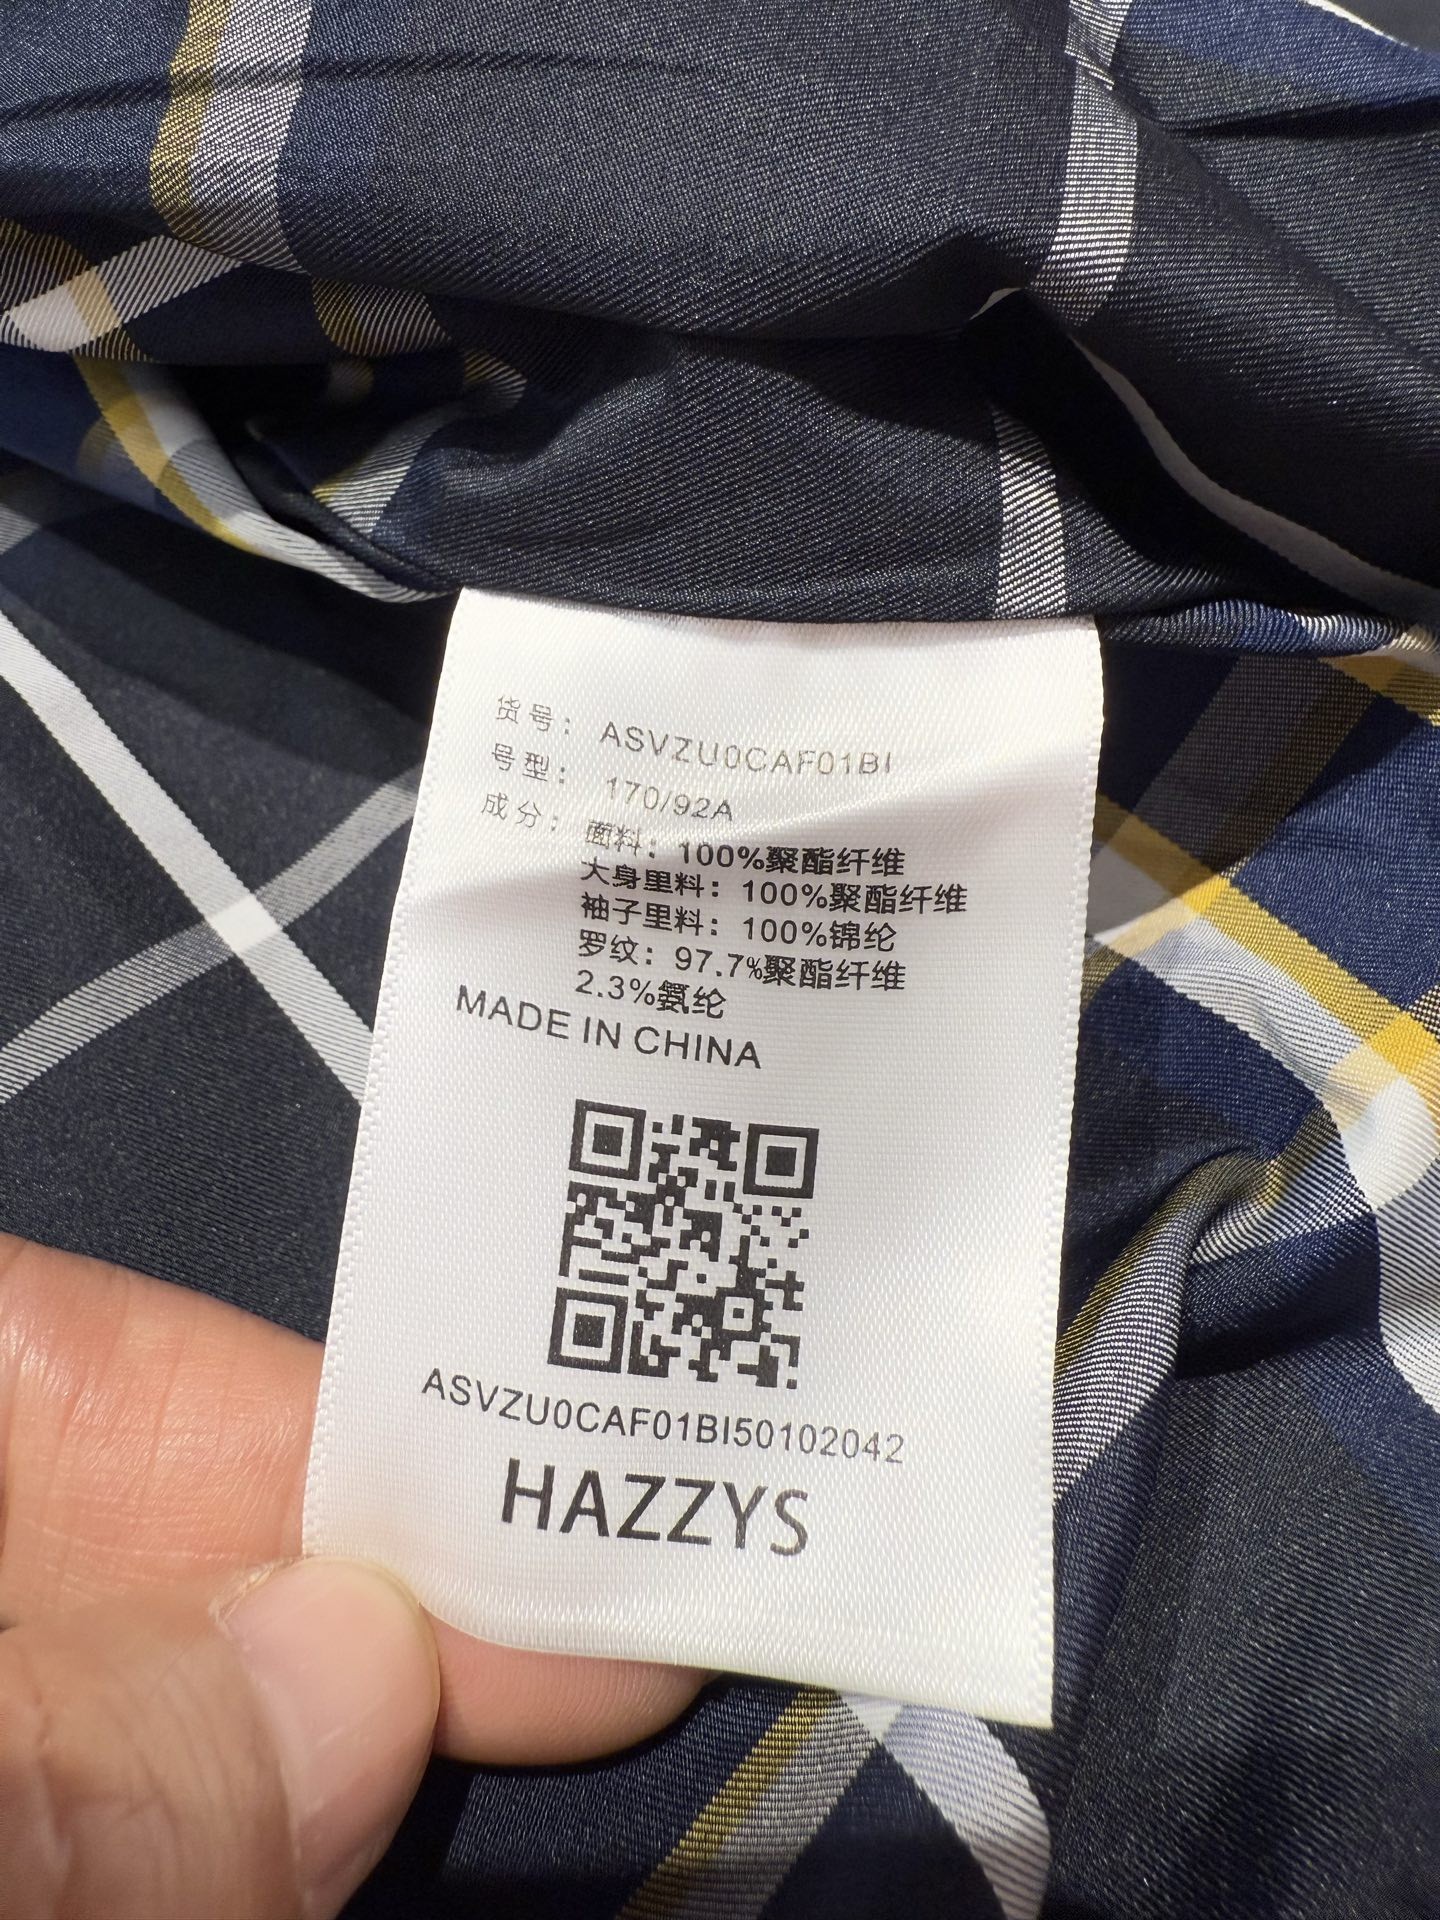 货号： ASVZU0CAF01BI
号型： 170/92A
成分： 面料：100%聚酯纤维
大身里料：100%聚酯纤维
袖子里料：100%锦纶
罗纹：97.7%聚酯纤维
2.3%氨纶
MADE IN CHINA
ASVZU0CAF01BI50102042
HAZZYS